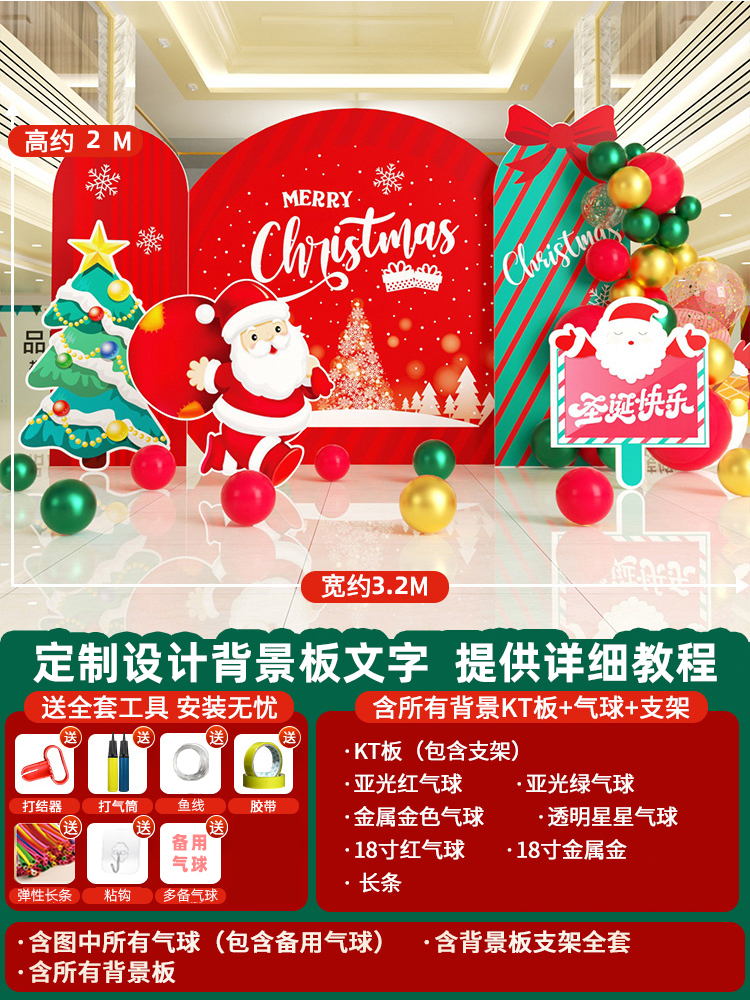 高约 2 M
MERRY
Christmas
Christmas
品
圣诞快乐
宽约3.2M
定制设计背景板文字 提供详细教程
送全套工具 安装无忧
送 送 送 送
打结器 打气筒 鱼线 胶带
送 送 送
备用
气球
弹性长条 粘钩 多备气球
含所有背景KT板+气球+支架
·KT板（包含支架）
·亚光红气球 ·亚光绿气球
·金属金色气球 ·透明星星气球
·18寸红气球 ·18寸金属金
·长条
·含图中所有气球（包含备用气球） ·含背景板支架全套
·含所有背景板